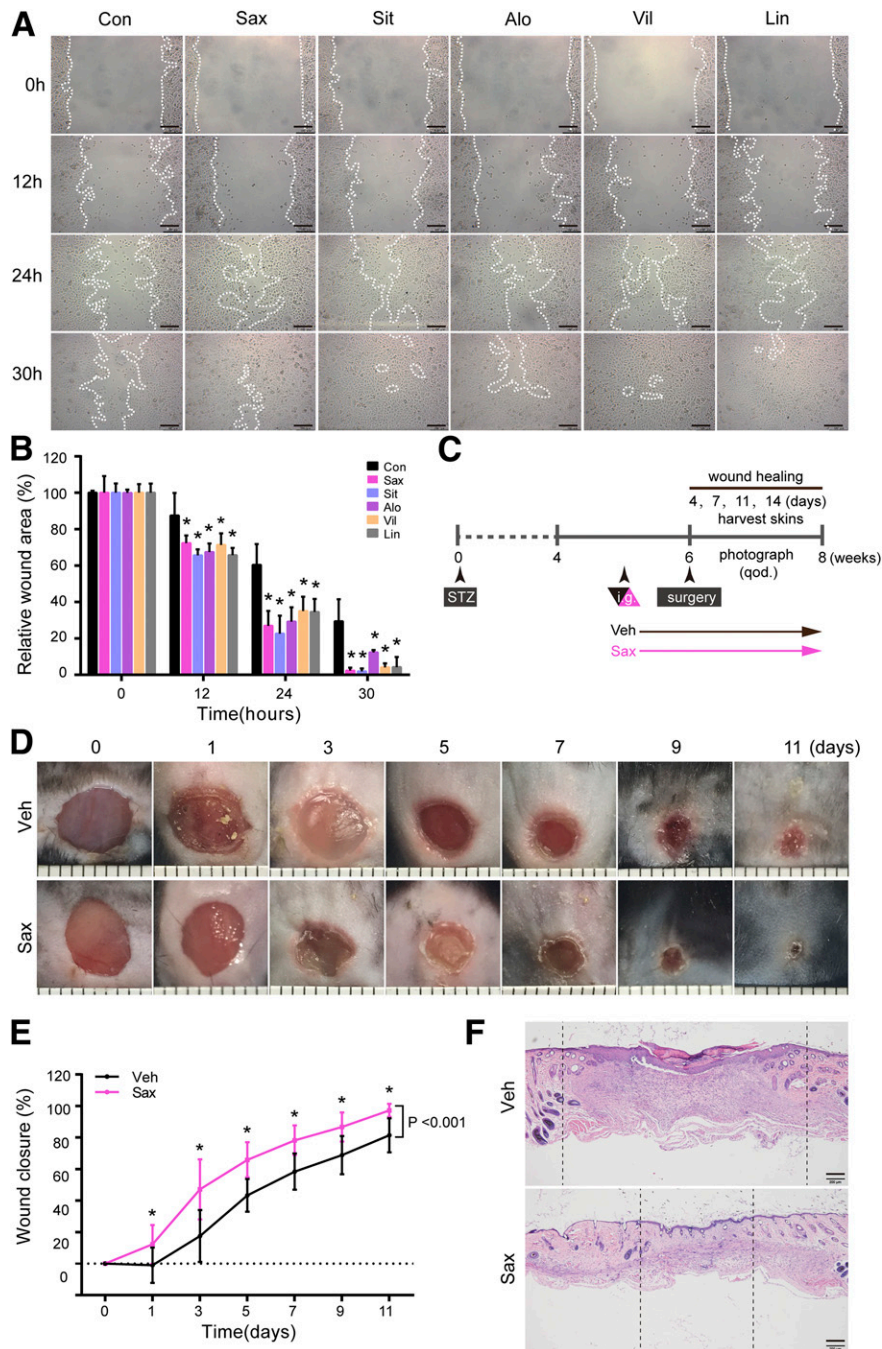 A
Con Sax Sit Alo Vil Lin
0h
12h
24h
30h
B
Relative wound area (%)
120
100
80
60
40
20
0
Con
Sax
Sit
Alo
Vil
Lin
* * * * *
* * * * *
* * * * *
0 12 24 30
Time(hours)
C
wound healing
4, 7, 11, 14 (days)
harvest skins
0 4 6 8 (weeks)
photograph
(qod.)
STZ i.g. surgery
Veh
Sax
D
0 1 3 5 7 9 11 (days)
Veh
Sax
E
Wound closure (%)
120
100
80
60
40
20
0
Veh
Sax
* * * * * * *
P <0.001
0 1 3 5 7 9 11
Time(days)
F
Veh
Sax